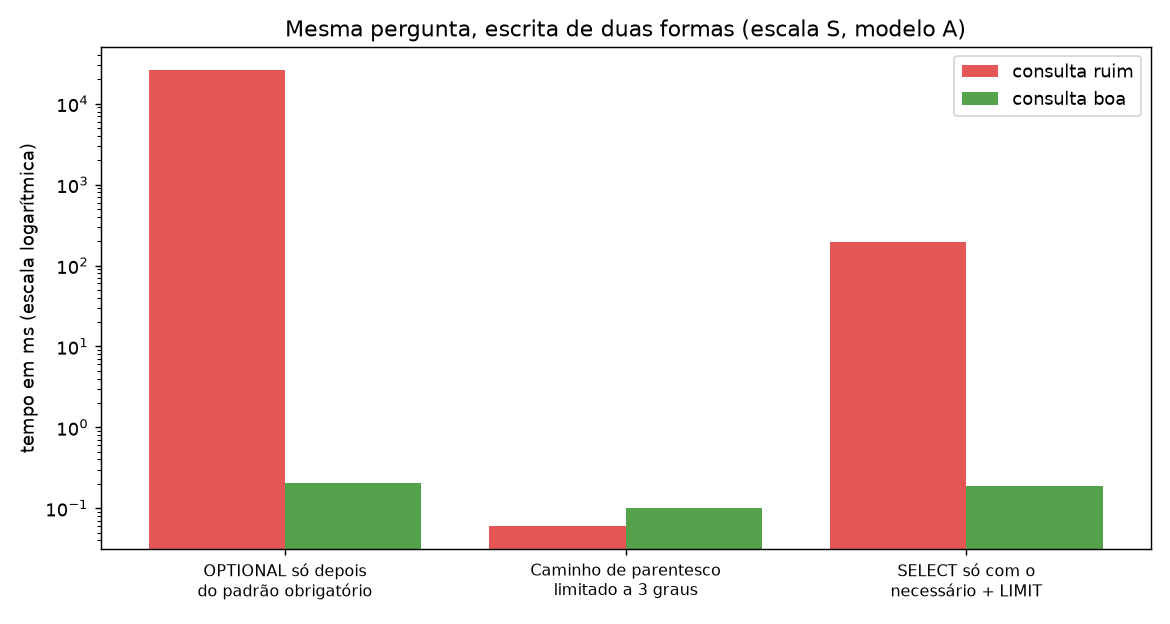 Mesma pergunta, escrita de duas formas (escala S, modelo A)
consulta ruim
consulta boa
tempo em ms (escala logarítmica)
10⁴
10³
10²
10¹
10⁰
10⁻¹
OPTIONAL só depois
do padrão obrigatório
Caminho de parentesco
limitado a 3 graus
SELECT só com o
necessário + LIMIT